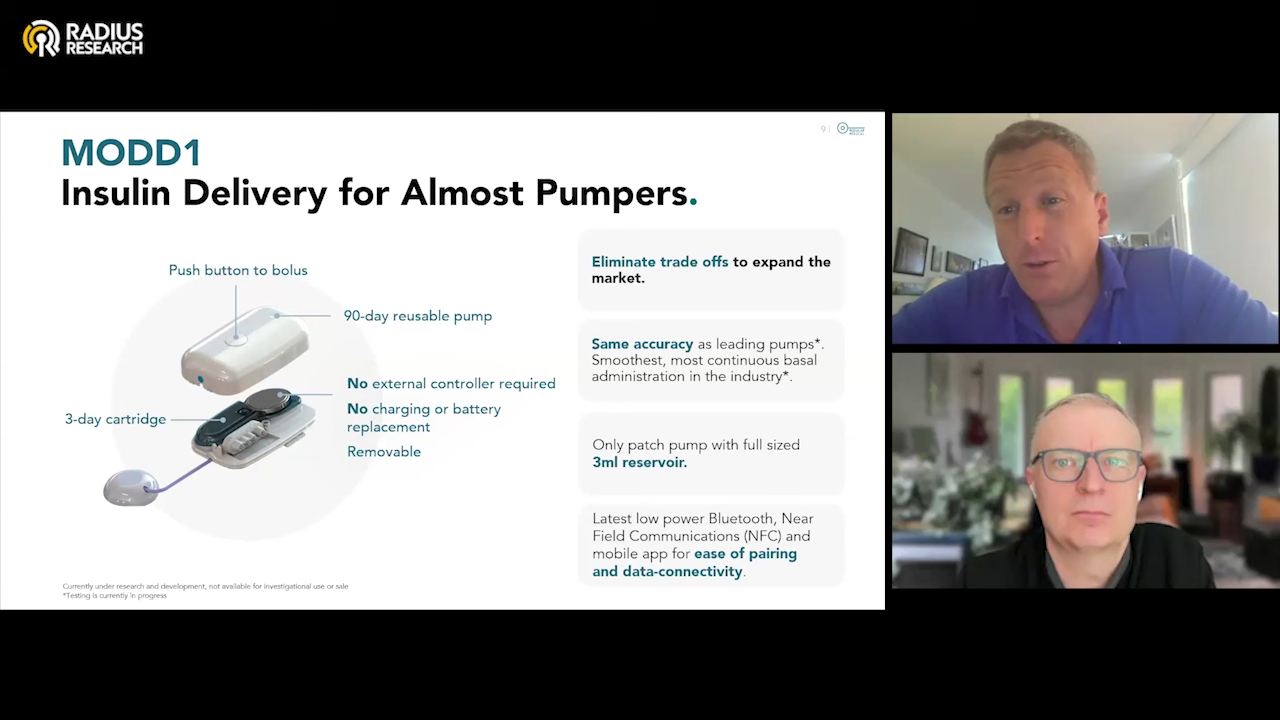 RADIUS
RESEARCH
9 |
MODULAR
MEDICAL
MODD1
Insulin Delivery for Almost Pumpers.
Push button to bolus
90-day reusable pump
No external controller required
No charging or battery
replacement
Removable
3-day cartridge
Eliminate trade offs to expand the
market.
Same accuracy as leading pumps*.
Smoothest, most continuous basal
administration in the industry*.
Only patch pump with full sized
3ml reservoir.
Latest low power Bluetooth, Near
Field Communications (NFC) and
mobile app for ease of pairing
and data-connectivity.
Currently under research and development, not available for investigational use or sale
*Testing is currently in progress